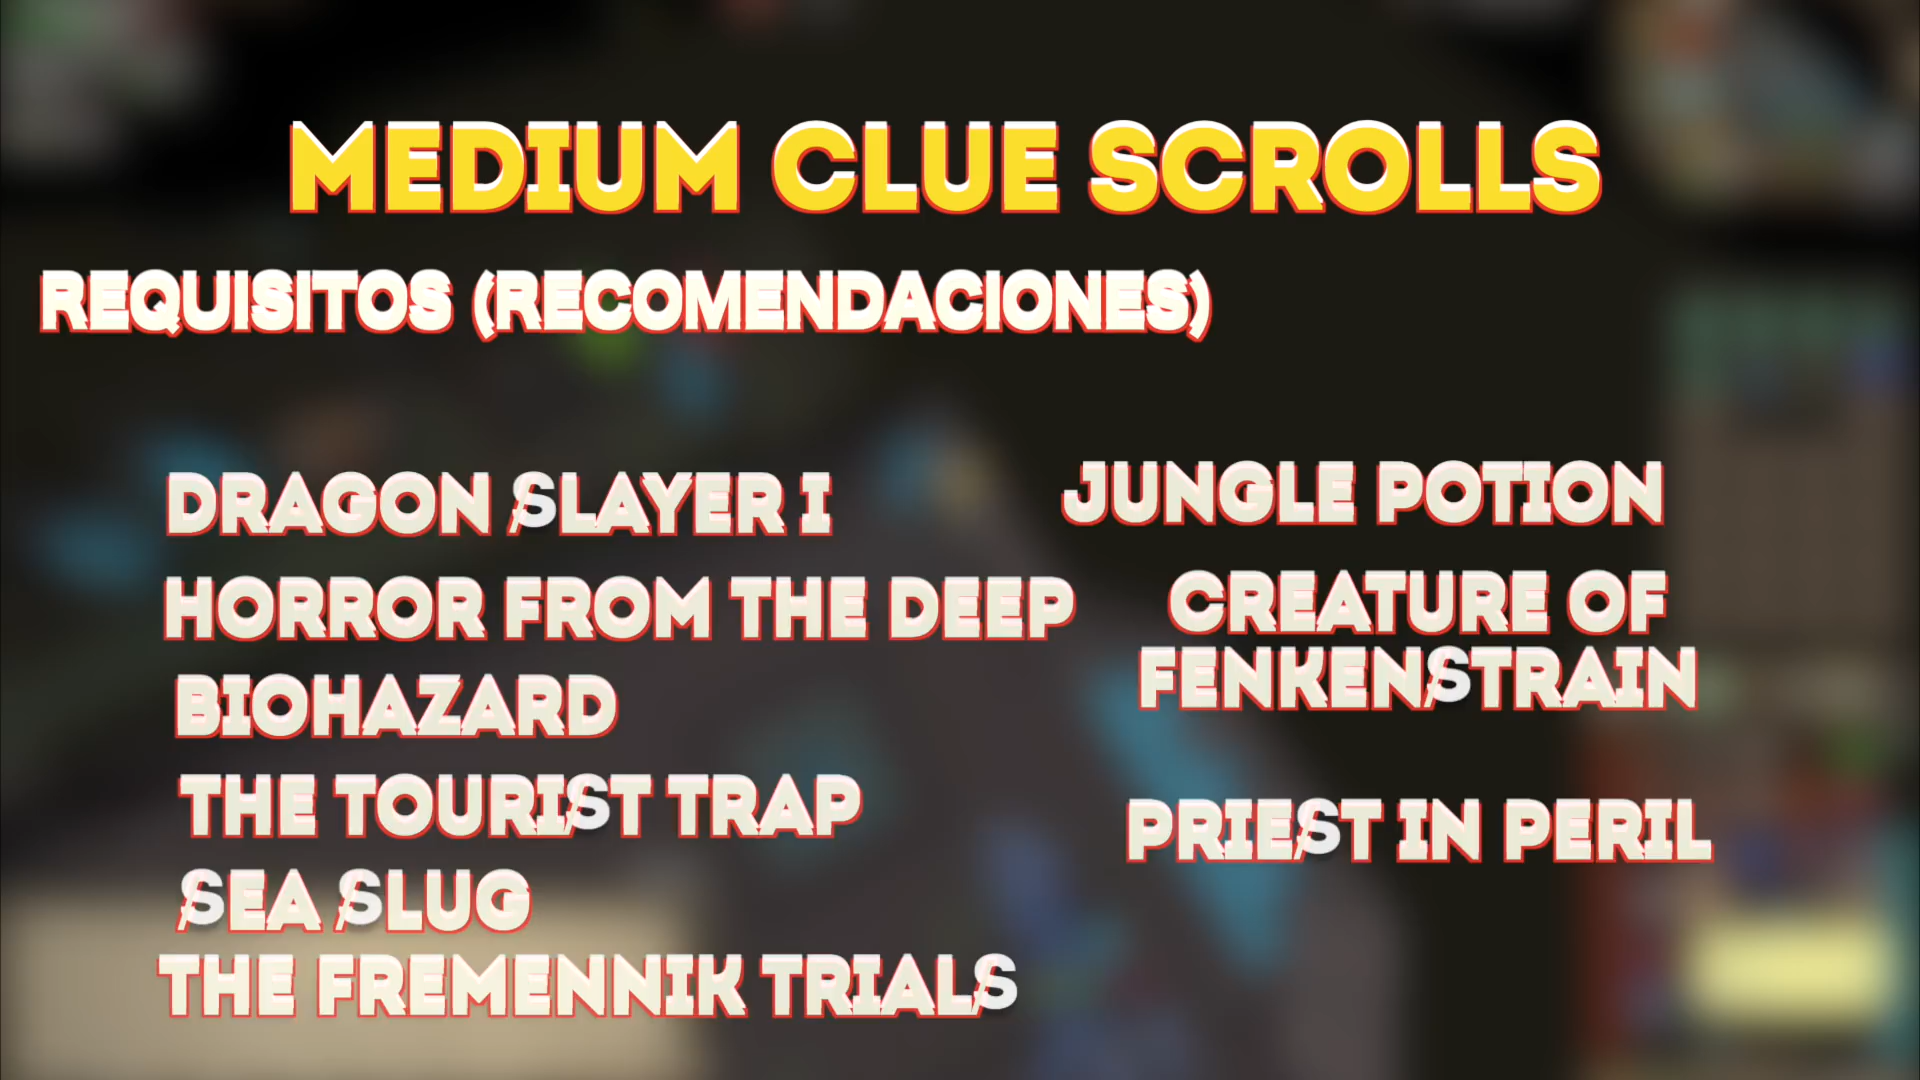 MEDIUM CLUE SCROLLS
REQUISITOS (RECOMENDACIONES)
DRAGON SLAYER I
HORROR FROM THE DEEP
BIOHAZARD
THE TOURIST TRAP
SEA SLUG
THE FREMENNIK TRIALS
JUNGLE POTION
CREATURE OF
FENKENSTRAIN
PRIEST IN PERIL